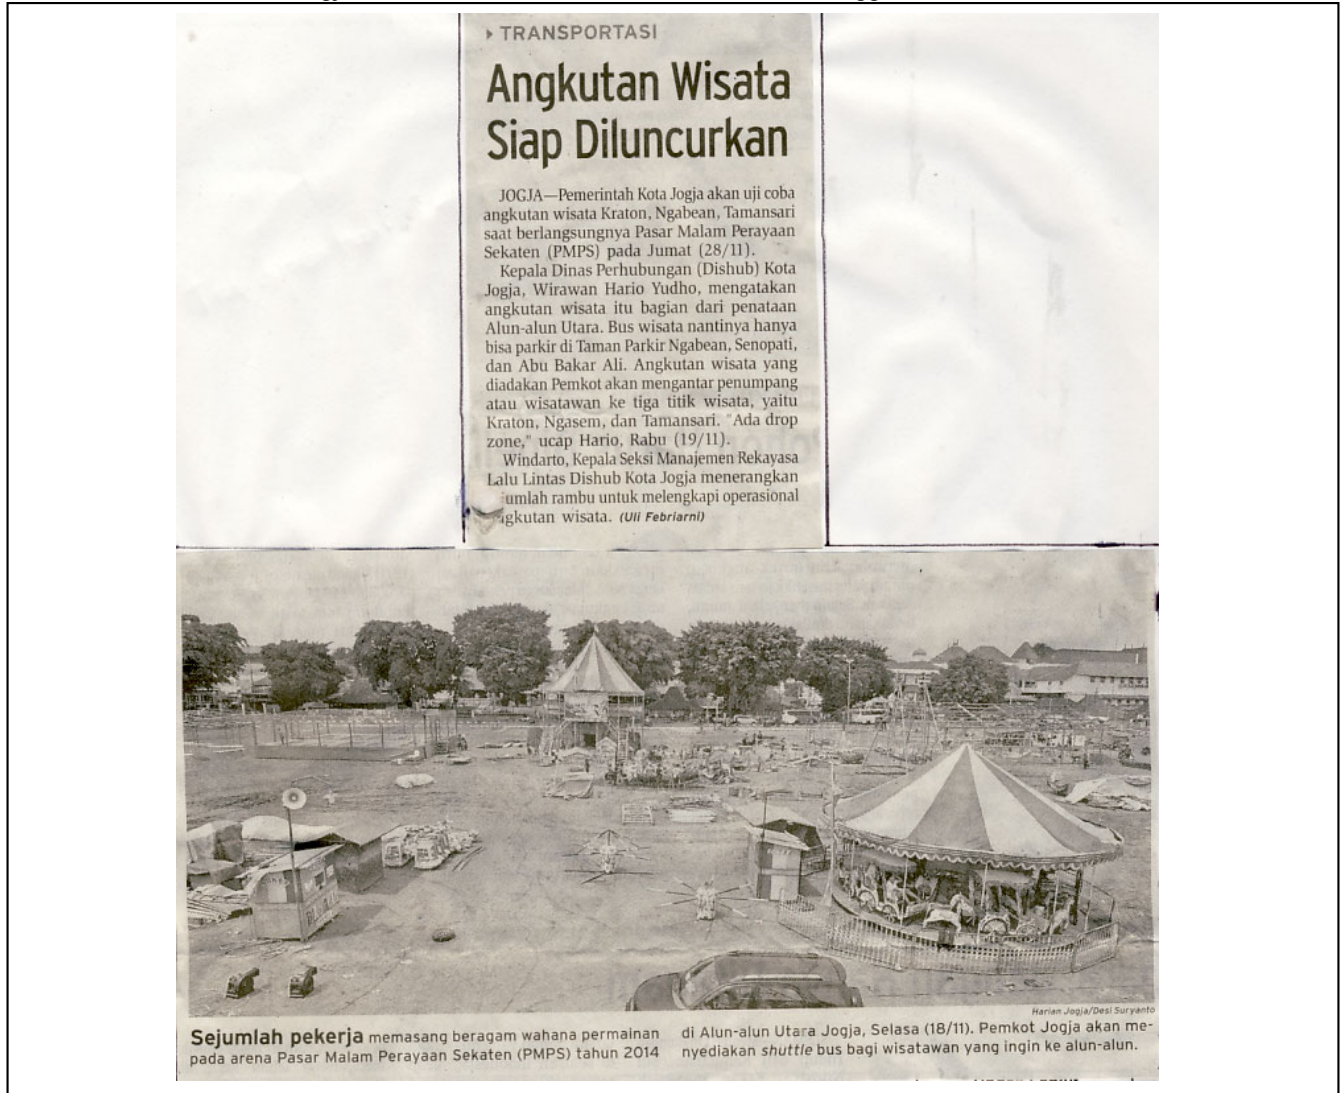 TRANSPORTASI
Angkutan Wisata
Siap Diluncurkan
JOGJA—Pemerintah Kota Jogja akan uji coba
angkutan wisata Kraton, Ngabean, Tamansari
saat berlangsungnya Pasar Malam Perayaan
Sekaten (PMPS) pada Jumat (28/11).
Kepala Dinas Perhubungan (Dishub) Kota
Jogja, Wirawan Hario Yudho, mengatakan
angkutan wisata itu bagian dari penataan
Alun-alun Utara. Bus wisata nantinya hanya
bisa parkir di Taman Parkir Ngabean, Senopati,
dan Abu Bakar Ali. Angkutan wisata yang
diadakan Pemkot akan mengantar penumpang
atau wisatawan ke tiga titik wisata, yaitu
Kraton, Ngasem, dan Tamansari. "Ada drop
zone," ucap Hario, Rabu (19/11).
Windarto, Kepala Seksi Manajemen Rekayasa
Lalu Lintas Dishub Kota Jogja menerangkan
umlah rambu untuk melengkapi operasional
gkutan wisata. (Uli Febriarni)
Harian Jogja/Desi Suryanto
Sejumlah pekerja memasang beragam wahana permainan
pada arena Pasar Malam Perayaan Sekaten (PMPS) tahun 2014
di Alun-alun Utara Jogja, Selasa (18/11). Pemkot Jogja akan me-
nyediakan shuttle bus bagi wisatawan yang ingin ke alun-alun.